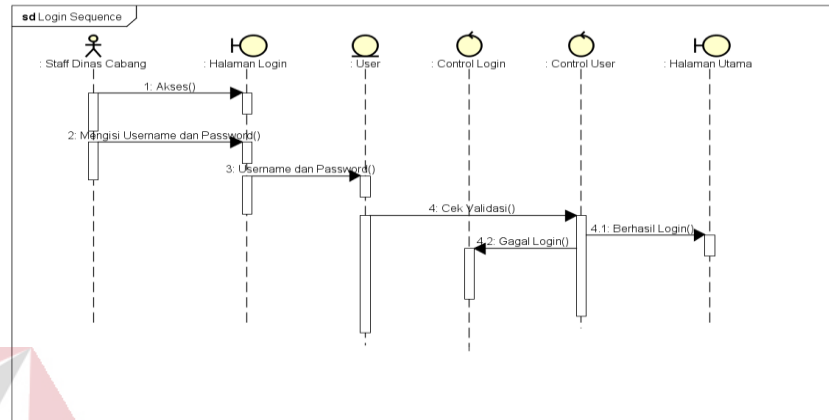 sd Login Sequence
: Staff Dinas Cabang
: Halaman Login
: User
: Control Login
: Control User
: Halaman Utama
1: Akses()
2: Mengisi Username dan Password()
3: Username dan Password()
4: Cek Validasi()
4.1: Berhasil Login()
4.2: Gagal Login()